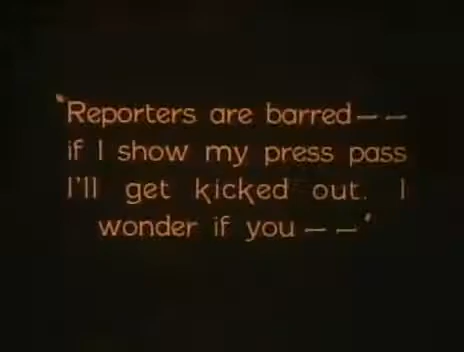 "Reporters are barred — —
if I show my press pass
I'll get kicked out. I
wonder if you — —"